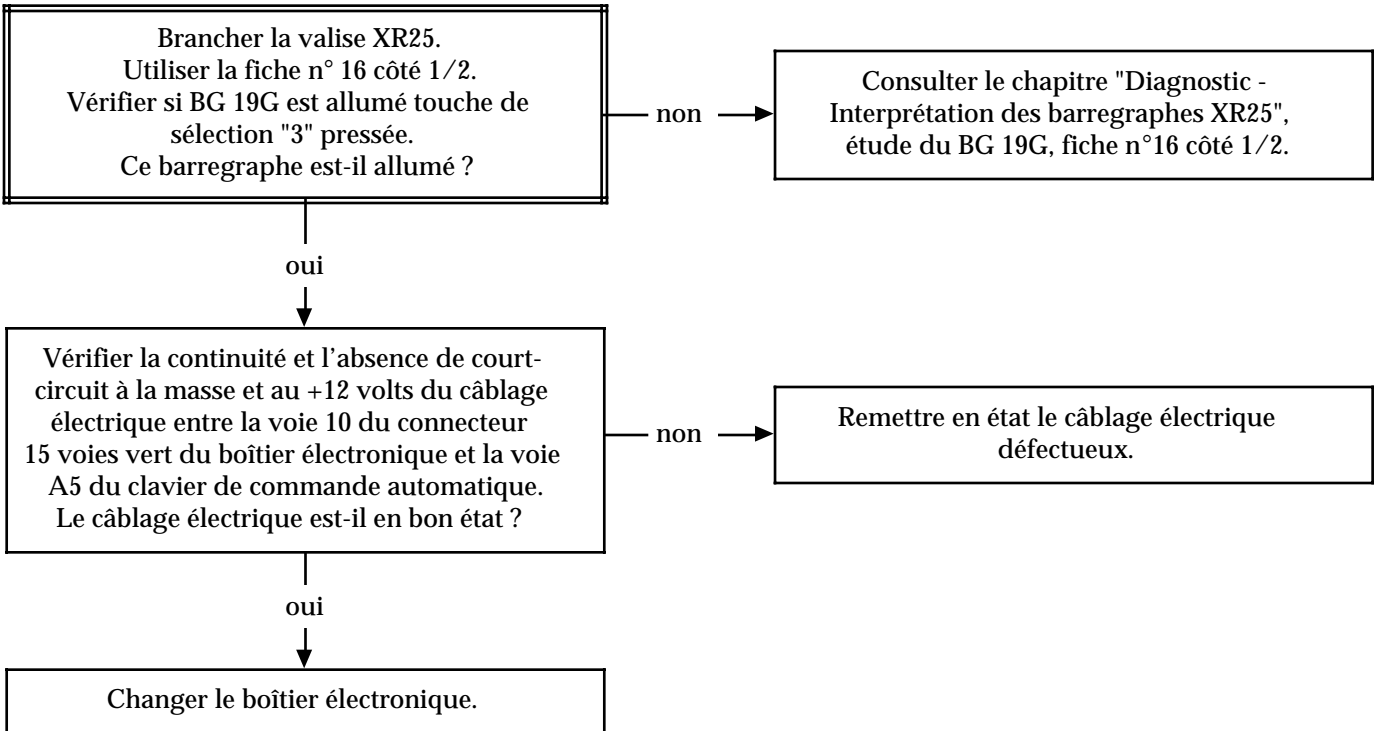 Brancher la valise XR25.
Utiliser la fiche n° 16 côté 1/2.
Vérifier si BG 19G est allumé touche de
sélection "3" pressée.
Ce barregraphe est-il allumé ?
non
Consulter le chapitre "Diagnostic -
Interprétation des barregraphes XR25",
étude du BG 19G, fiche n°16 côté 1/2.
oui
Vérifier la continuité et l'absence de court-
circuit à la masse et au +12 volts du câblage
électrique entre la voie 10 du connecteur
15 voies vert du boîtier électronique et la voie
A5 du clavier de commande automatique.
Le câblage électrique est-il en bon état ?
non
Remettre en état le câblage électrique
défectueux.
oui
Changer le boîtier électronique.